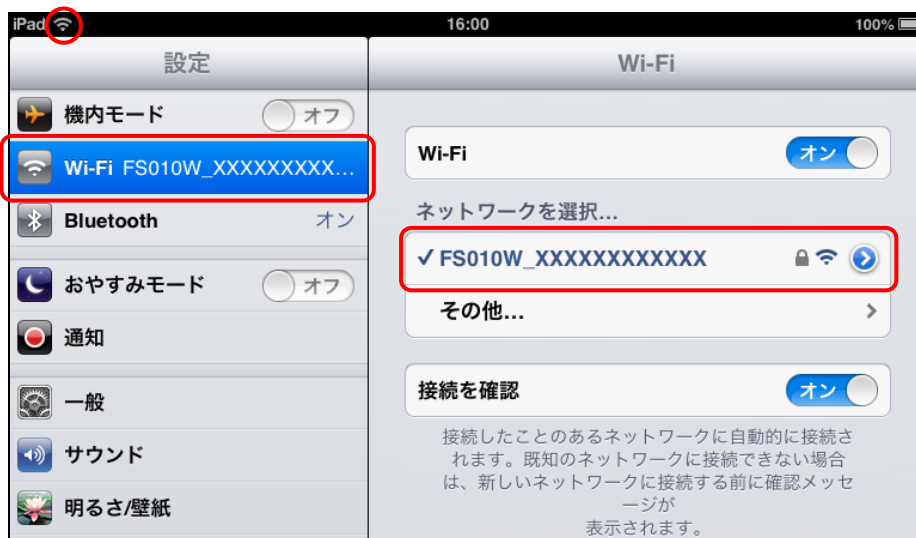 iPad 16:00 100%
設定
機内モード オフ
Wi-Fi FS010W_XXXXXXXXX...
Bluetooth オン
おやすみモード オフ
通知
一般
サウンド
明るさ/壁紙
Wi-Fi
Wi-Fi オン
ネットワークを選択...
✓ FS010W_XXXXXXXXXXXX
その他...
接続を確認 オン
接続したことのあるネットワークに自動的に接続さ
れます。既知のネットワークに接続できない場合
は、新しいネットワークに接続する前に確認メッセ
ージが
表示されます。